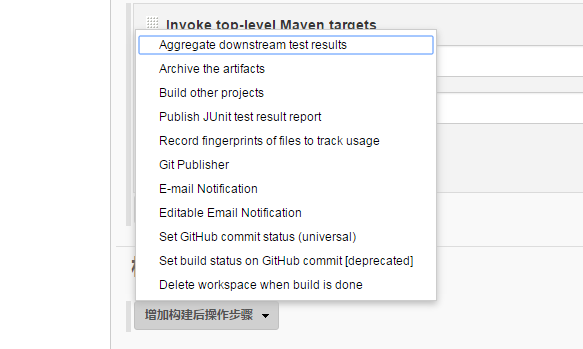 Invoke top-level Maven targets
Aggregate downstream test results
Archive the artifacts
Build other projects
Publish JUnit test result report
Record fingerprints of files to track usage
Git Publisher
E-mail Notification
Editable Email Notification
Set GitHub commit status (universal)
Set build status on GitHub commit [deprecated]
Delete workspace when build is done
增加构建后操作步骤